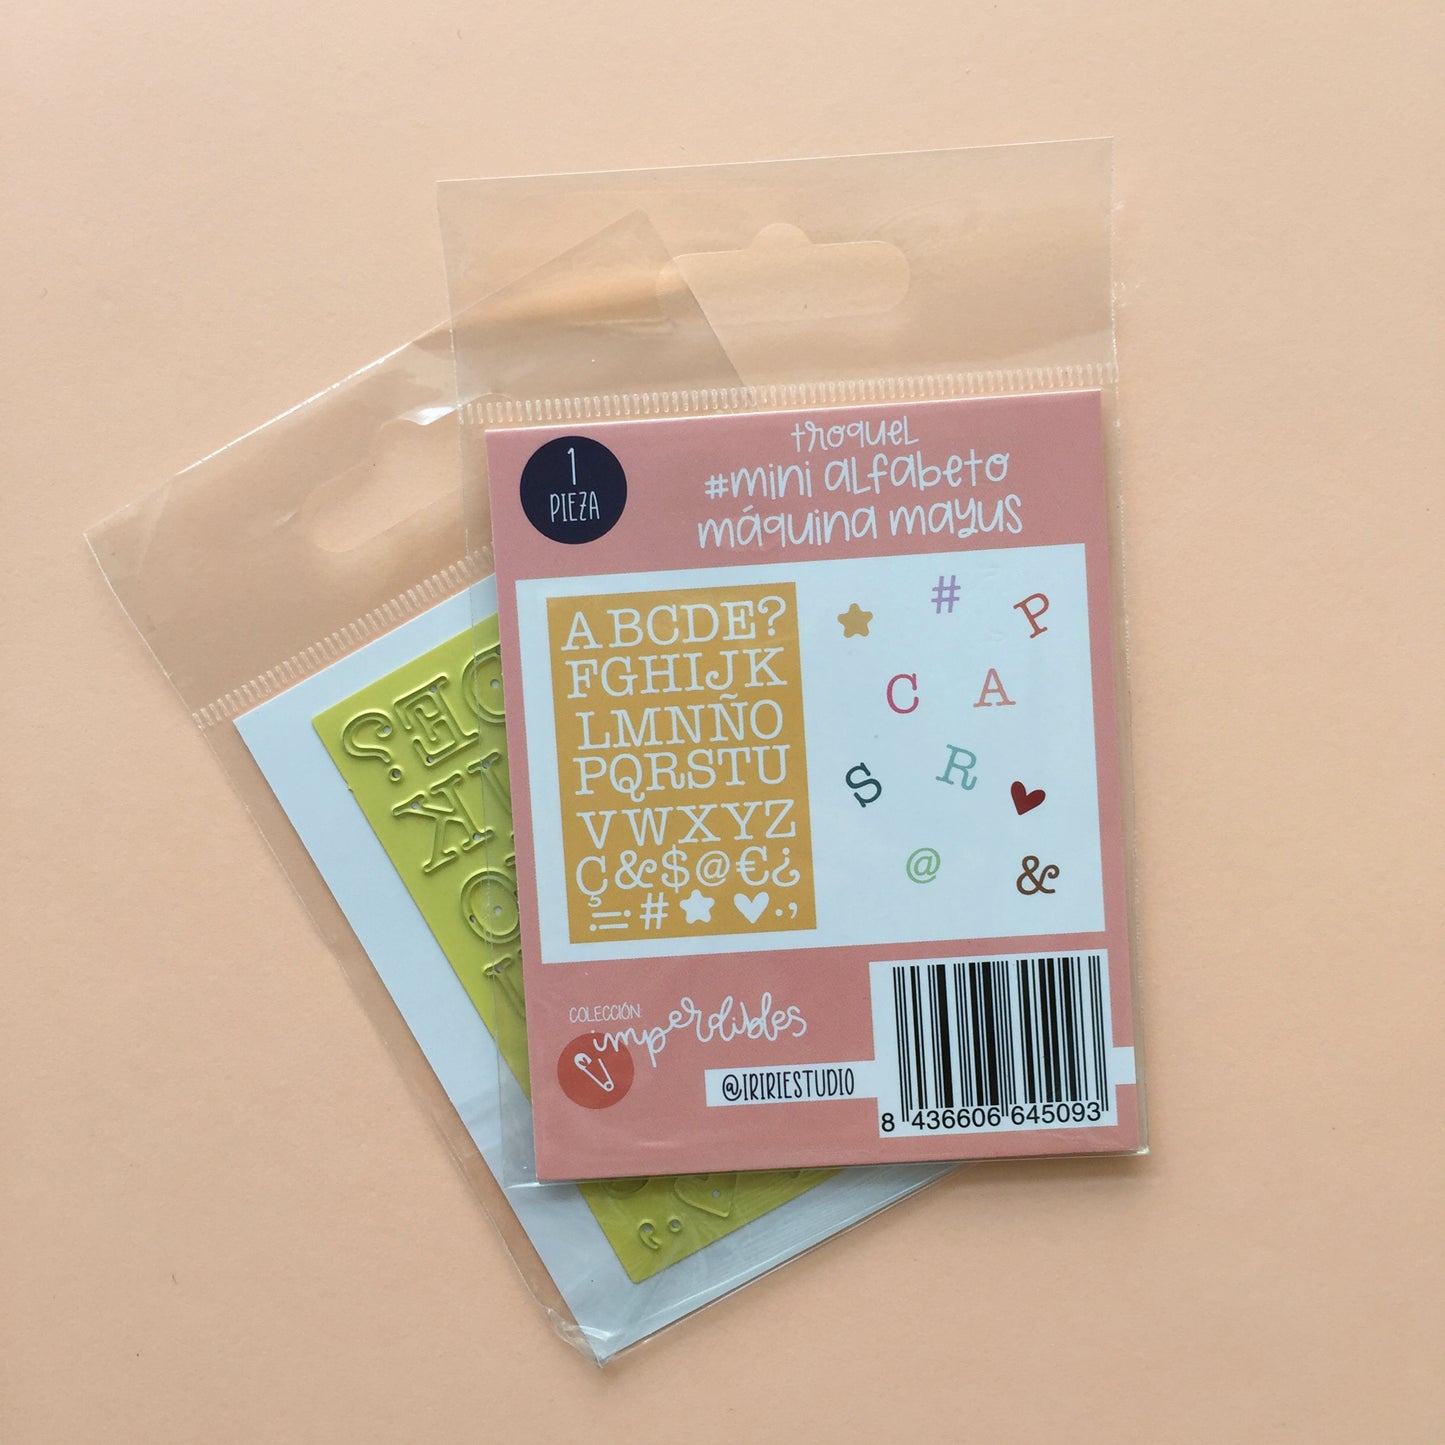 1
PIEZA
troquel
#mini alfabeto
máquina mayus
ABCDE?
FGHIJK
LMNÑO
PQRSTU
VWXYZ
Ç&$@€¿
#
.,
#
P
C
A
S
R
@
&
COLECCIÓN:
imperdibles
@IRIRIESTUDIO
8 436606 645093